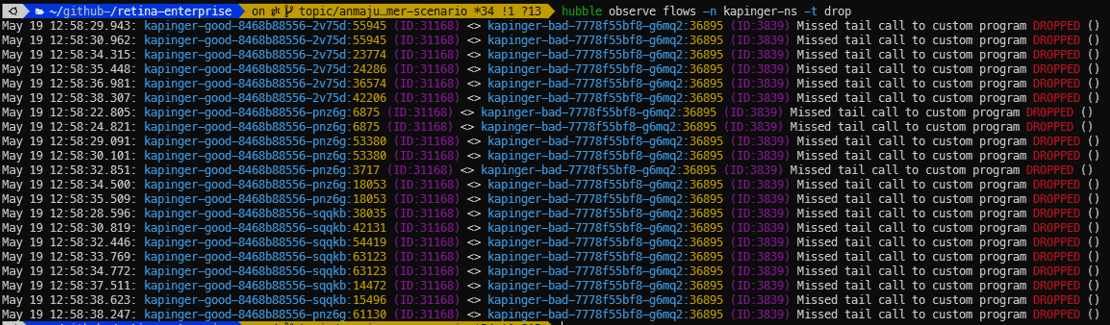 ~/github/retina-enterprise on topic/anmaju_mer-scenario *34 !1 ?13 hubble observe flows -n kapinger-ns -t drop
May 19 12:58:29.943: kapinger-good-8468b88556-2v75d:55945 (ID:31168) <> kapinger-bad-7778f55bf8-g6mq2:36895 (ID:3839) Missed tail call to custom program DROPPED ()
May 19 12:58:30.962: kapinger-good-8468b88556-2v75d:55945 (ID:31168) <> kapinger-bad-7778f55bf8-g6mq2:36895 (ID:3839) Missed tail call to custom program DROPPED ()
May 19 12:58:34.315: kapinger-good-8468b88556-2v75d:23774 (ID:31168) <> kapinger-bad-7778f55bf8-g6mq2:36895 (ID:3839) Missed tail call to custom program DROPPED ()
May 19 12:58:35.448: kapinger-good-8468b88556-2v75d:24286 (ID:31168) <> kapinger-bad-7778f55bf8-g6mq2:36895 (ID:3839) Missed tail call to custom program DROPPED ()
May 19 12:58:36.981: kapinger-good-8468b88556-2v75d:36574 (ID:31168) <> kapinger-bad-7778f55bf8-g6mq2:36895 (ID:3839) Missed tail call to custom program DROPPED ()
May 19 12:58:38.307: kapinger-good-8468b88556-2v75d:42206 (ID:31168) <> kapinger-bad-7778f55bf8-g6mq2:36895 (ID:3839) Missed tail call to custom program DROPPED ()
May 19 12:58:22.805: kapinger-good-8468b88556-pnz6g:6875 (ID:31168) <> kapinger-bad-7778f55bf8-g6mq2:36895 (ID:3839) Missed tail call to custom program DROPPED ()
May 19 12:58:24.821: kapinger-good-8468b88556-pnz6g:6875 (ID:31168) <> kapinger-bad-7778f55bf8-g6mq2:36895 (ID:3839) Missed tail call to custom program DROPPED ()
May 19 12:58:29.091: kapinger-good-8468b88556-pnz6g:53380 (ID:31168) <> kapinger-bad-7778f55bf8-g6mq2:36895 (ID:3839) Missed tail call to custom program DROPPED ()
May 19 12:58:30.101: kapinger-good-8468b88556-pnz6g:53380 (ID:31168) <> kapinger-bad-7778f55bf8-g6mq2:36895 (ID:3839) Missed tail call to custom program DROPPED ()
May 19 12:58:32.851: kapinger-good-8468b88556-pnz6g:3717 (ID:31168) <> kapinger-bad-7778f55bf8-g6mq2:36895 (ID:3839) Missed tail call to custom program DROPPED ()
May 19 12:58:34.500: kapinger-good-8468b88556-pnz6g:18053 (ID:31168) <> kapinger-bad-7778f55bf8-g6mq2:36895 (ID:3839) Missed tail call to custom program DROPPED ()
May 19 12:58:35.509: kapinger-good-8468b88556-pnz6g:18053 (ID:31168) <> kapinger-bad-7778f55bf8-g6mq2:36895 (ID:3839) Missed tail call to custom program DROPPED ()
May 19 12:58:28.596: kapinger-good-8468b88556-sqqkb:38035 (ID:31168) <> kapinger-bad-7778f55bf8-g6mq2:36895 (ID:3839) Missed tail call to custom program DROPPED ()
May 19 12:58:30.819: kapinger-good-8468b88556-sqqkb:42131 (ID:31168) <> kapinger-bad-7778f55bf8-g6mq2:36895 (ID:3839) Missed tail call to custom program DROPPED ()
May 19 12:58:32.446: kapinger-good-8468b88556-sqqkb:54419 (ID:31168) <> kapinger-bad-7778f55bf8-g6mq2:36895 (ID:3839) Missed tail call to custom program DROPPED ()
May 19 12:58:33.769: kapinger-good-8468b88556-sqqkb:63123 (ID:31168) <> kapinger-bad-7778f55bf8-g6mq2:36895 (ID:3839) Missed tail call to custom program DROPPED ()
May 19 12:58:34.772: kapinger-good-8468b88556-sqqkb:63123 (ID:31168) <> kapinger-bad-7778f55bf8-g6mq2:36895 (ID:3839) Missed tail call to custom program DROPPED ()
May 19 12:58:37.511: kapinger-good-8468b88556-sqqkb:14472 (ID:31168) <> kapinger-bad-7778f55bf8-g6mq2:36895 (ID:3839) Missed tail call to custom program DROPPED ()
May 19 12:58:38.623: kapinger-good-8468b88556-sqqkb:15496 (ID:31168) <> kapinger-bad-7778f55bf8-g6mq2:36895 (ID:3839) Missed tail call to custom program DROPPED ()
May 19 12:58:38.247: kapinger-good-8468b88556-pnz6g:61130 (ID:31168) <> kapinger-bad-7778f55bf8-g6mq2:36895 (ID:3839) Missed tail call to custom program DROPPED ()